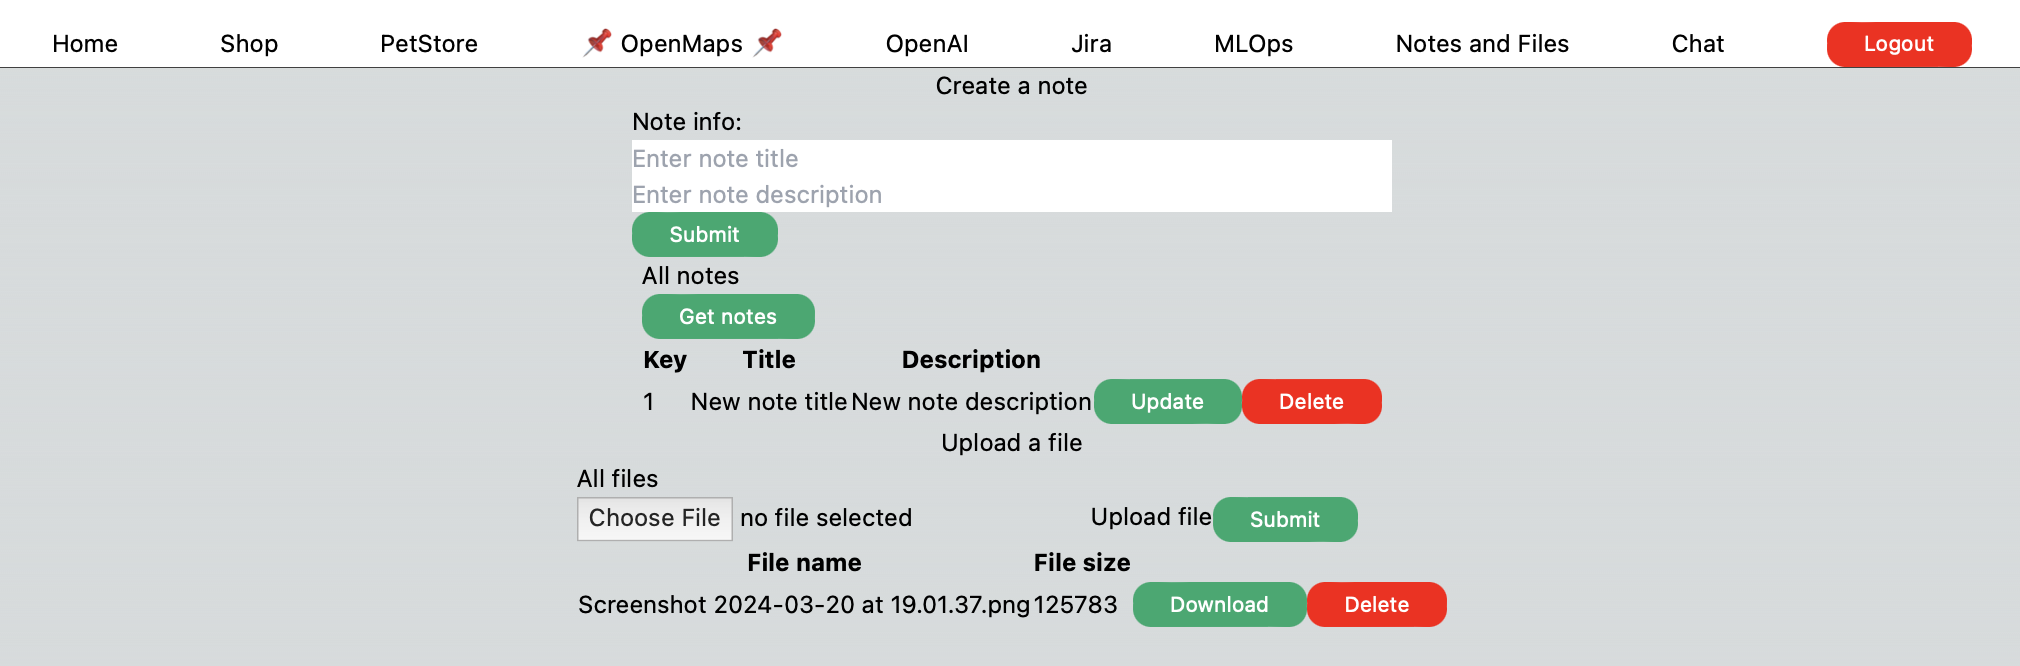 Home Shop PetStore 📌 OpenMaps 📌 OpenAI Jira MLOps Notes and Files Chat Logout
Create a note
Note info:
Enter note title
Enter note description
Submit
All notes
Get notes
Key Title Description
1 New note title New note description Update Delete
Upload a file
All files
Choose File no file selected Upload file Submit
File name File size
Screenshot 2024-03-20 at 19.01.37.png 125783 Download Delete